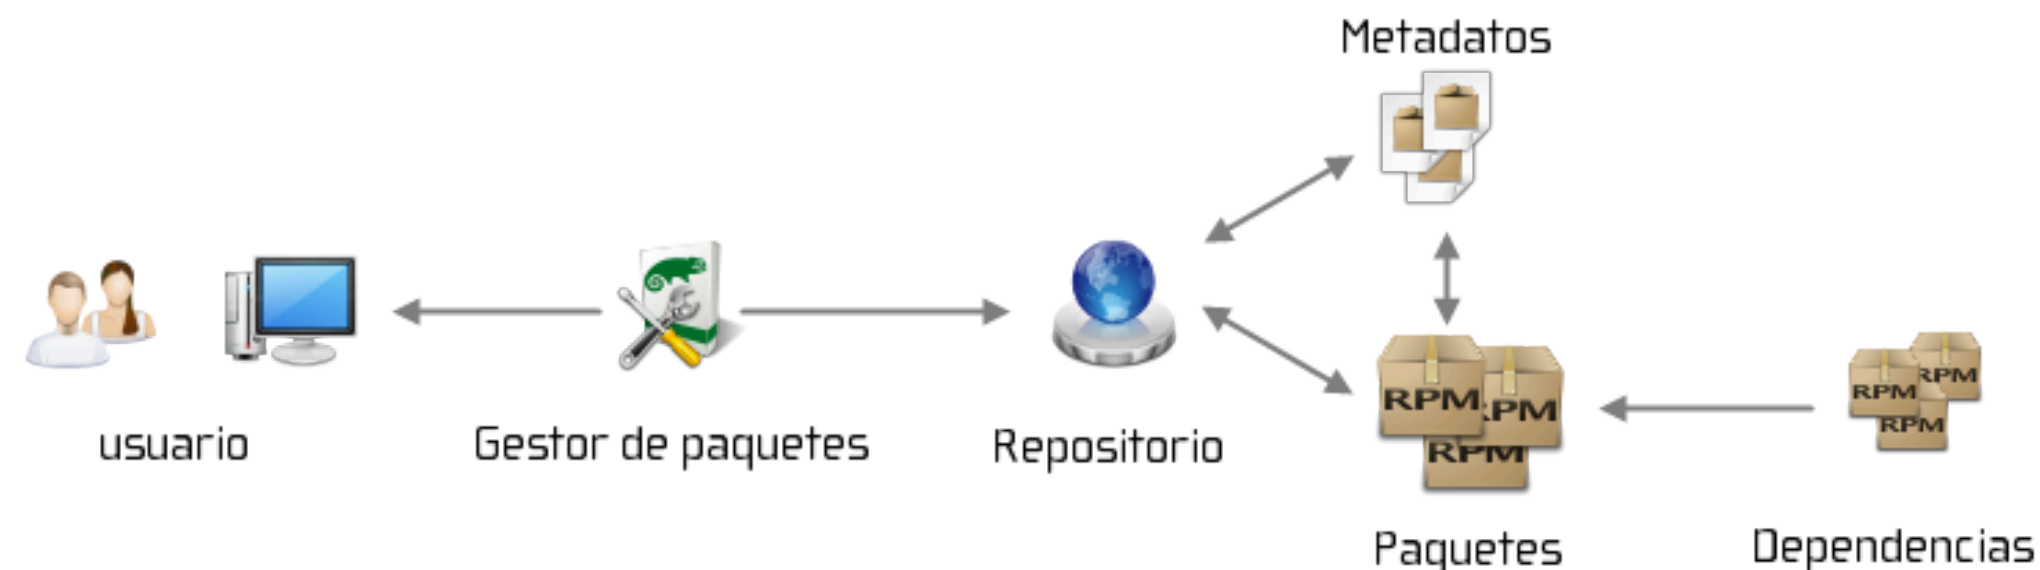 Metadatos
usuario
Gestor de paquetes
Repositorio
RPM
RPM
RPM
Paquetes
RPM
RPM
RPM
Dependencias